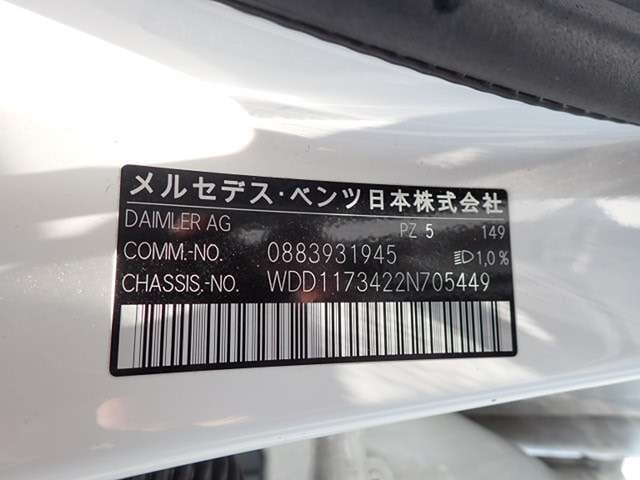 メルセデス・ベンツ日本株式会社
DAIMLER AG PZ 5 149
COMM.-NO. 0883931945 1,0%
CHASSIS.-NO. WDD1173422N705449